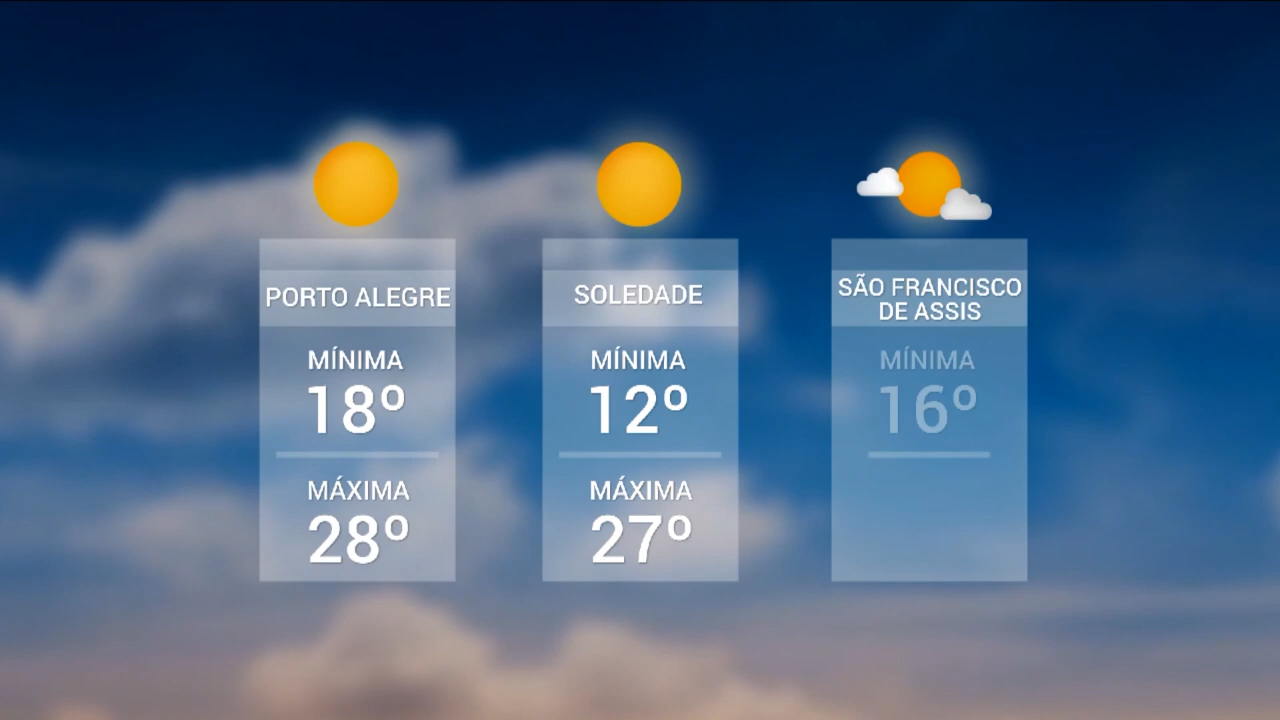 PORTO ALEGRE
MÍNIMA
18º
MÁXIMA
28º
SOLEDADE
MÍNIMA
12º
MÁXIMA
27º
SÃO FRANCISCO
DE ASSIS
MÍNIMA
16º